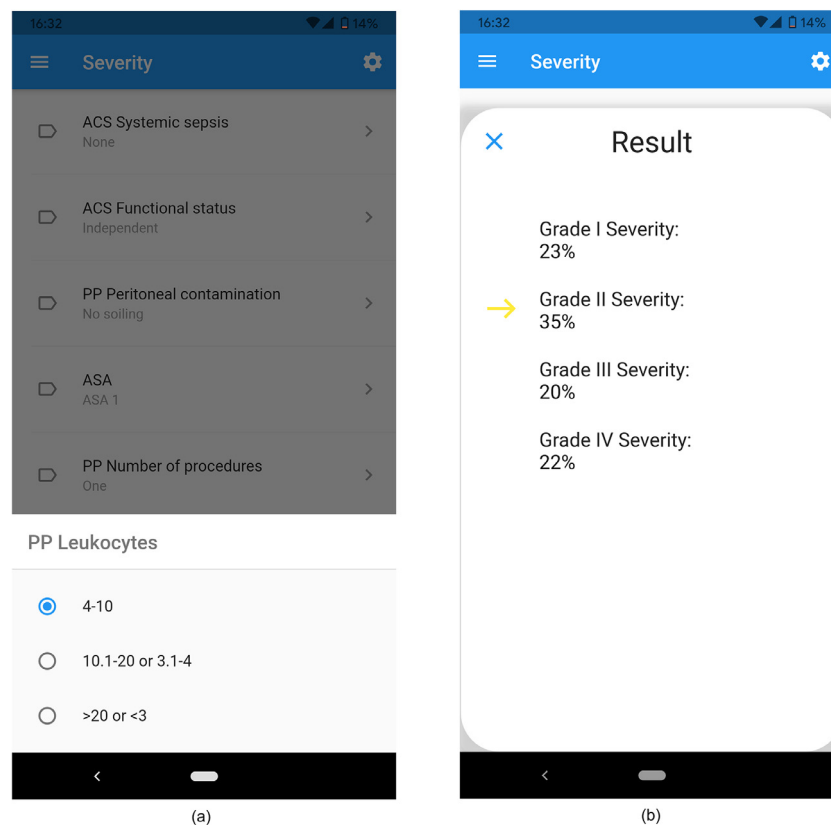 16:32
14%
Severity
ACS Systemic sepsis
None
ACS Functional status
Independent
PP Peritoneal contamination
No soiling
ASA
ASA 1
PP Number of procedures
One
PP Leukocytes
4-10
10.1-20 or 3.1-4
>20 or <3
(a)
16:32
14%
Severity
Result
Grade I Severity:
23%
Grade II Severity:
35%
Grade III Severity:
20%
Grade IV Severity:
22%
(b)